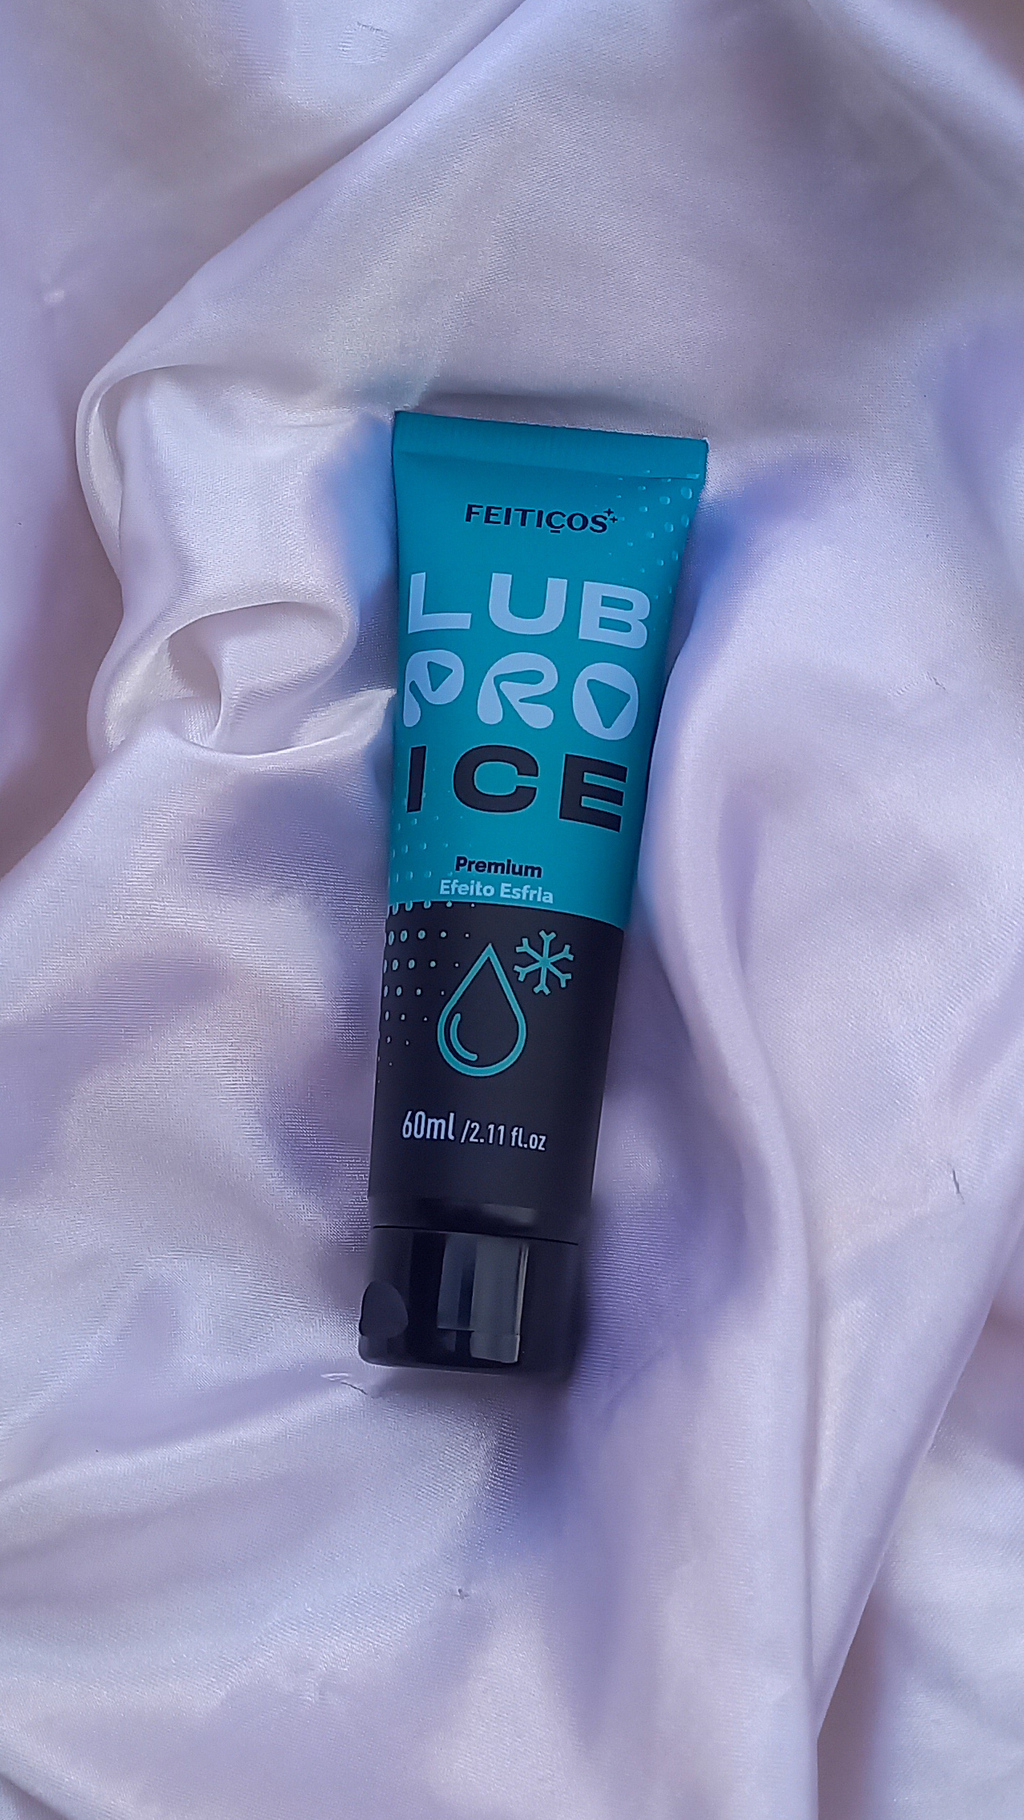 FEITIÇOS
LUB
PRO
ICE
Premium
Efeito Esfria
60ml /2.11 fl.oz